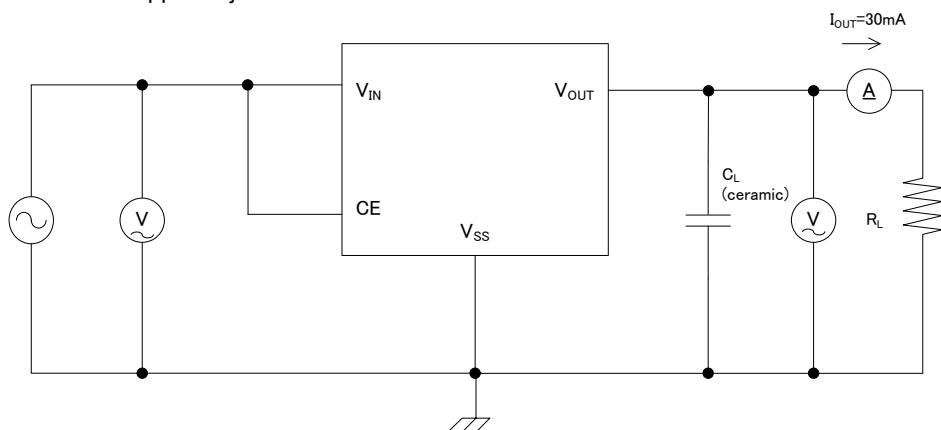 I_OUT=30mA
V_IN
V_OUT
A
C_L
(ceramic)
CE
V
V
R_L
V_SS